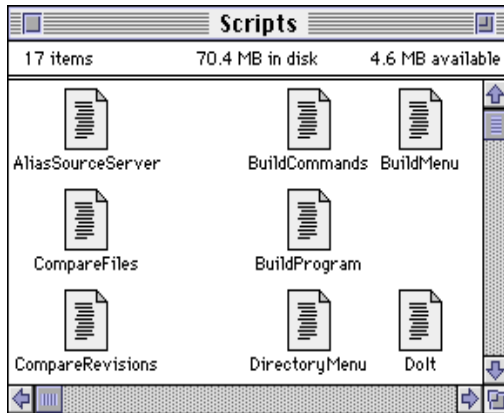 Scripts
17 items 70.4 MB in disk 4.6 MB available
AliasSourceServer BuildCommands BuildMenu
CompareFiles BuildProgram
CompareRevisions DirectoryMenu DoIt